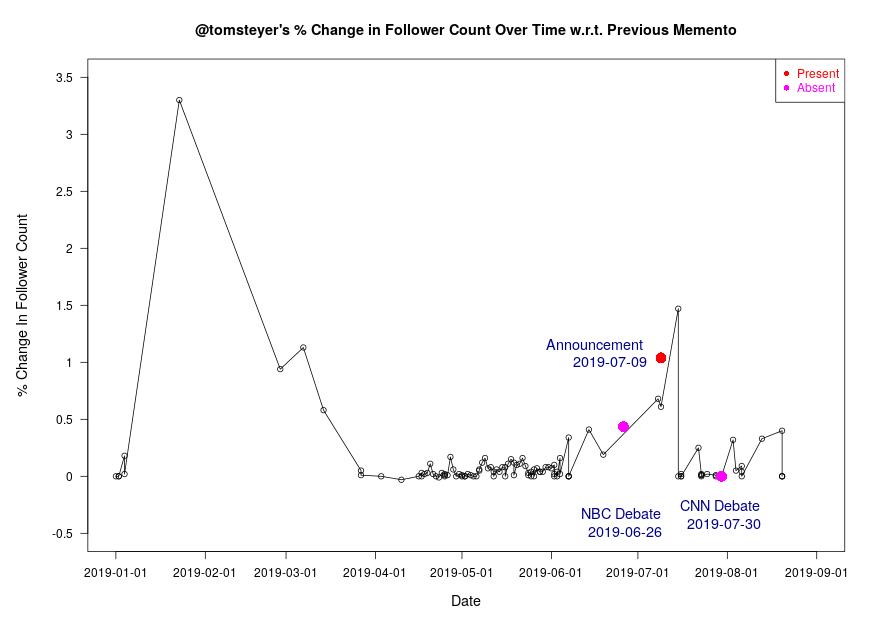 @tomsteyer's % Change in Follower Count Over Time w.r.t. Previous Memento
Present
Absent
3.5
3
2.5
2
1.5
1
0.5
0
-0.5
% Change In Follower Count
Announcement
2019-07-09
NBC Debate
2019-06-26
CNN Debate
2019-07-30
2019-01-01 2019-02-01 2019-03-01 2019-04-01 2019-05-01 2019-06-01 2019-07-01 2019-08-01 2019-09-01
Date